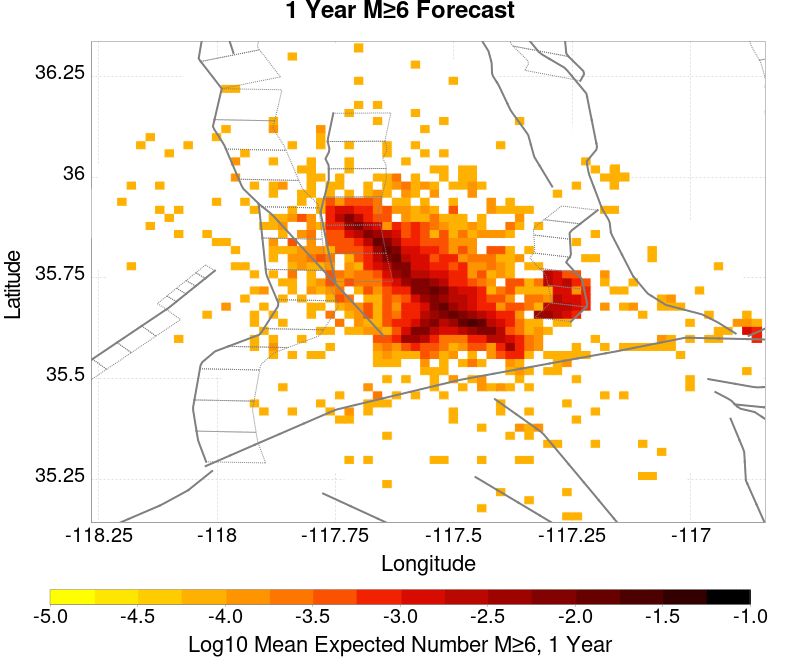 1 Year M≥6 Forecast
36.25
36
35.75
35.5
35.25
Latitude
-118.25 -118 -117.75 -117.5 -117.25 -117
Longitude
-5.0 -4.5 -4.0 -3.5 -3.0 -2.5 -2.0 -1.5 -1.0
Log10 Mean Expected Number M≥6, 1 Year